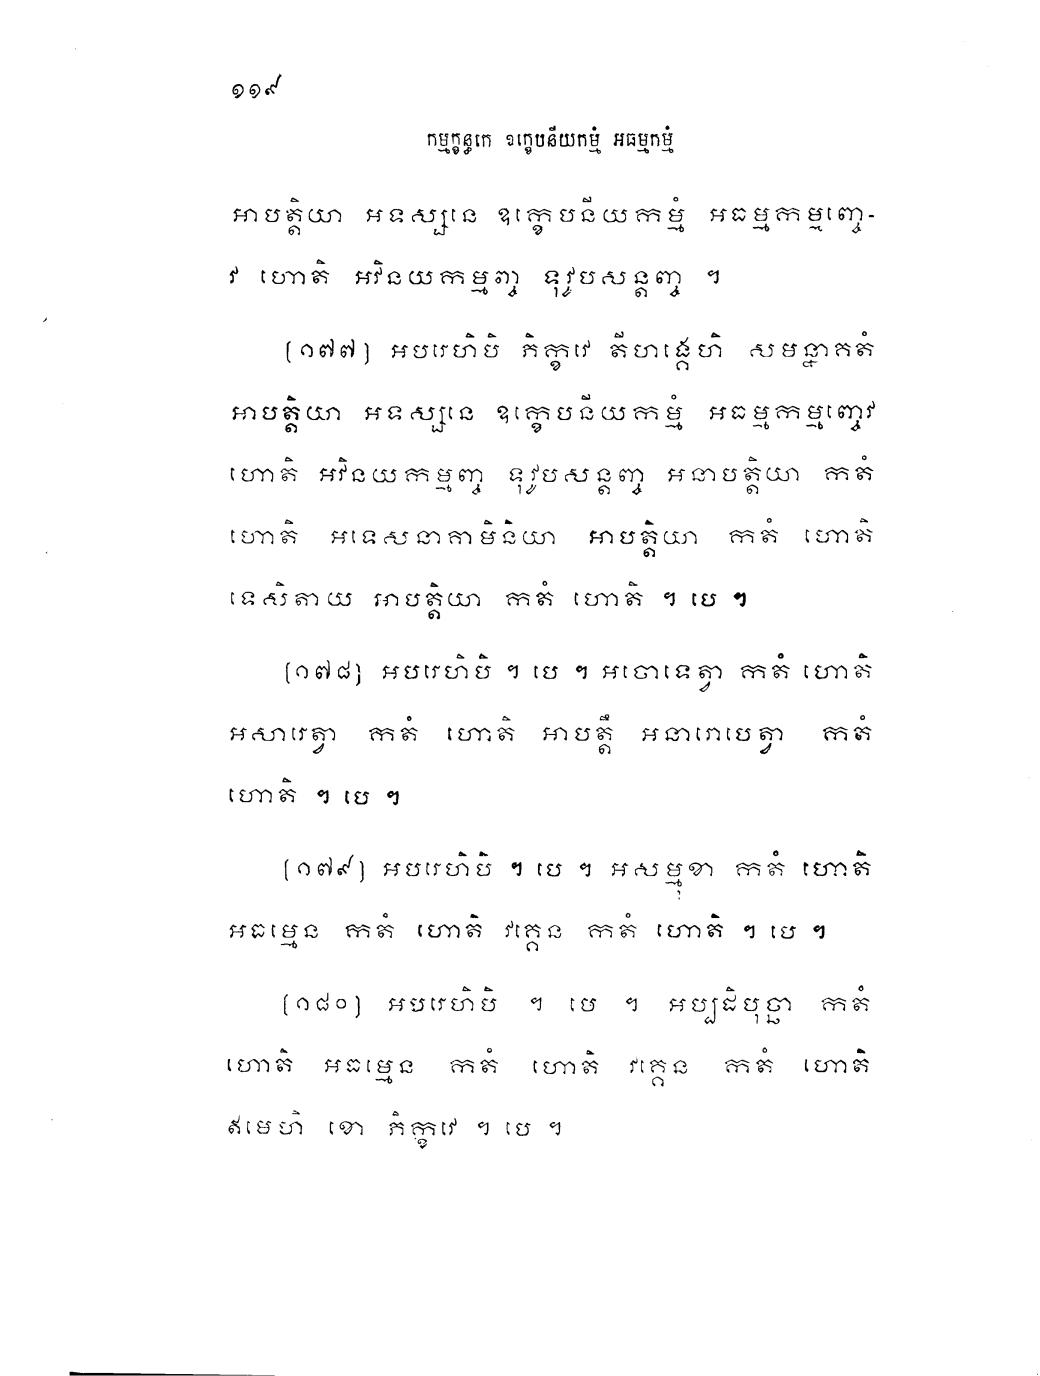 ១១៩
កម្មក្ខន្ធកេ ឧក្ខេបនីយកម្មំ អធម្មកម្មំ
អាបត្តិយា អទស្សនេ ឧក្ខេបនីយកម្មំ អធម្មកម្មញ្ចេ-
វ ហោតិ អវិនយកម្មញ្ច ទុវូបសន្តញ្ច ។
[១៧៧] អបរេហិបិ ភិក្ខវេ តីហង្គេហិ សមន្នាគតំ
អាបត្តិយា អទស្សនេ ឧក្ខេបនីយកម្មំ អធម្មកម្មញ្ចេវ
ហោតិ អវិនយកម្មញ្ច ទុវូបសន្តញ្ច អនាបត្តិយា កតំ
ហោតិ អទេសនាគាមិនិយា អាបត្តិយា កតំ ហោតិ
ទេសិតាយ អាបត្តិយា កតំ ហោតិ ។ បេ ។
[១៧៨] អបរេហិបិ ។ បេ ។ អចោទេត្វា កតំ ហោតិ
អសារេត្វា កតំ ហោតិ អាបត្តឹ អនារោបេត្វា កតំ
ហោតិ ។ បេ ។
[១៧៩] អបរេហិបិ ។ បេ ។ អសម្មុខា កតំ ហោតិ
អធម្មេន កតំ ហោតិ វគ្គេន កតំ ហោតិ ។ បេ ។
[១៨០] អបរេហិបិ ។ បេ ។ អប្បដិបុច្ឆា កតំ
ហោតិ អធម្មេន កតំ ហោតិ វគ្គេន កតំ ហោតិ
ឥមេហិ ខោ ភិក្ខវេ ។ បេ ។